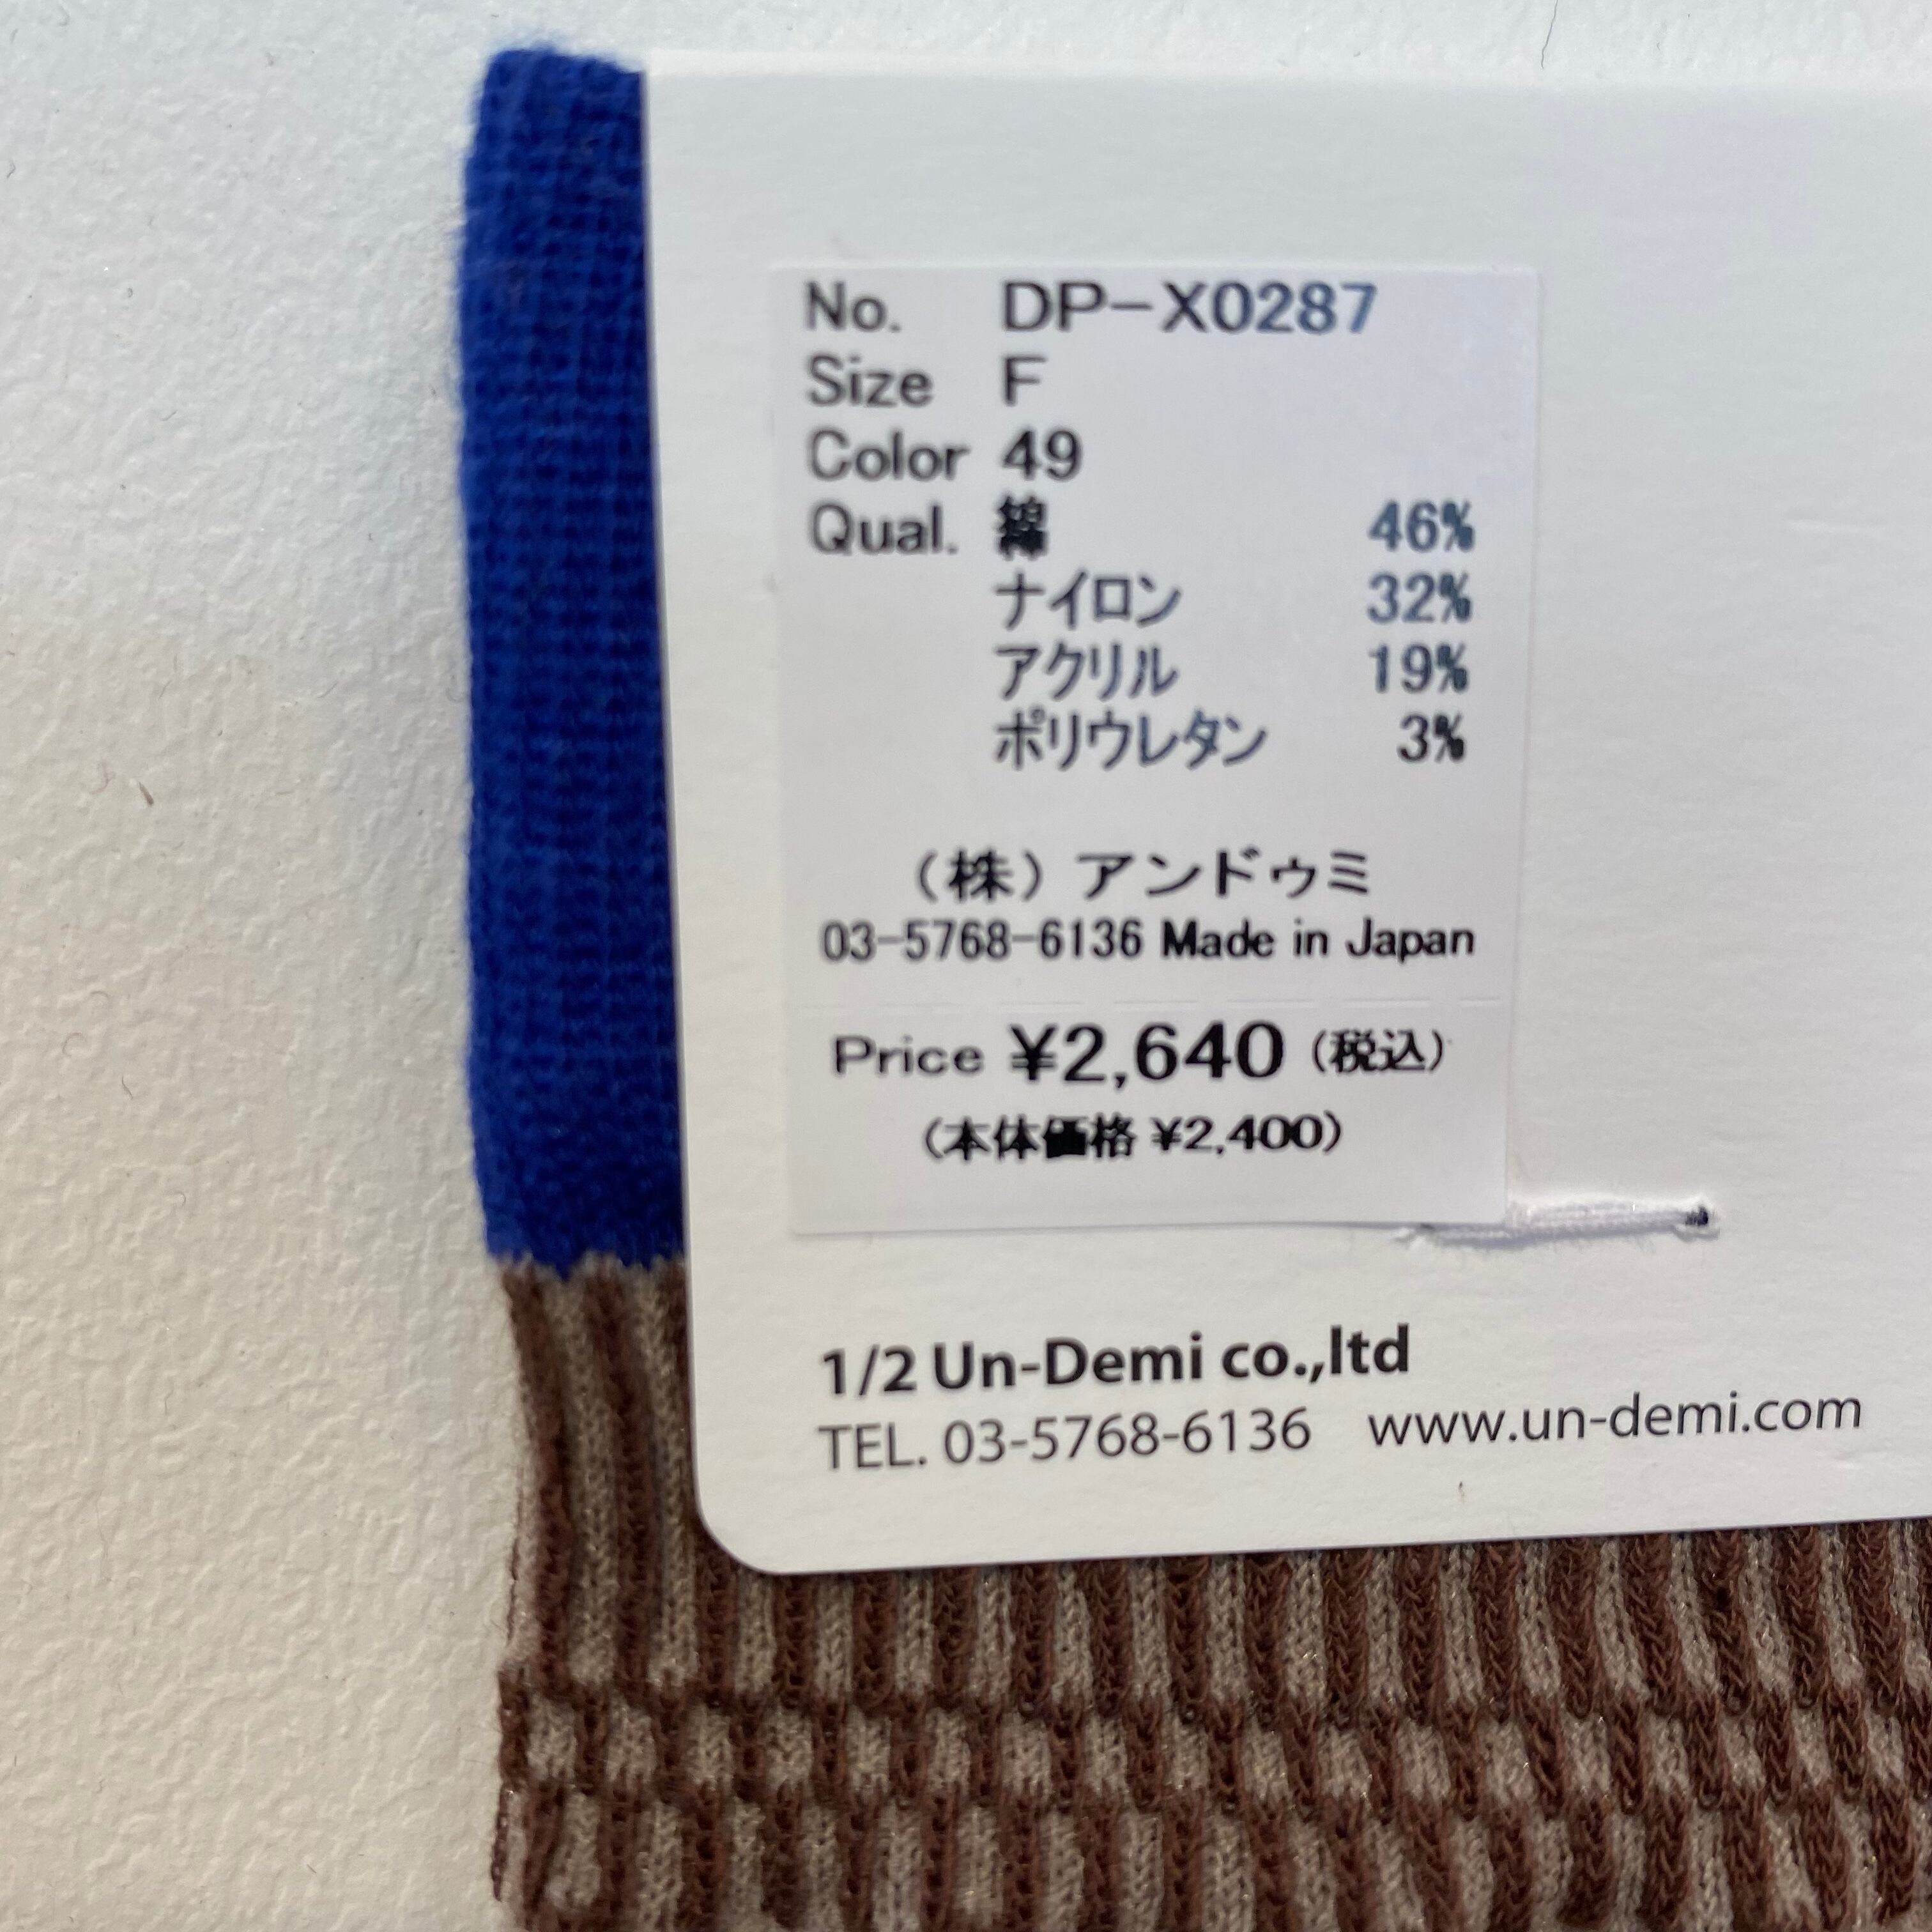 No. DP-X0287
Size F
Color 49
Qual. 綿 46%
ナイロン 32%
アクリル 19%
ポリウレタン 3%
（株）アンドゥミ
03-5768-6136 Made in Japan
Price ¥2,640（税込）
（本体価格 ¥2,400）
1/2 Un-Demi co.,ltd
TEL. 03-5768-6136 www.un-demi.com